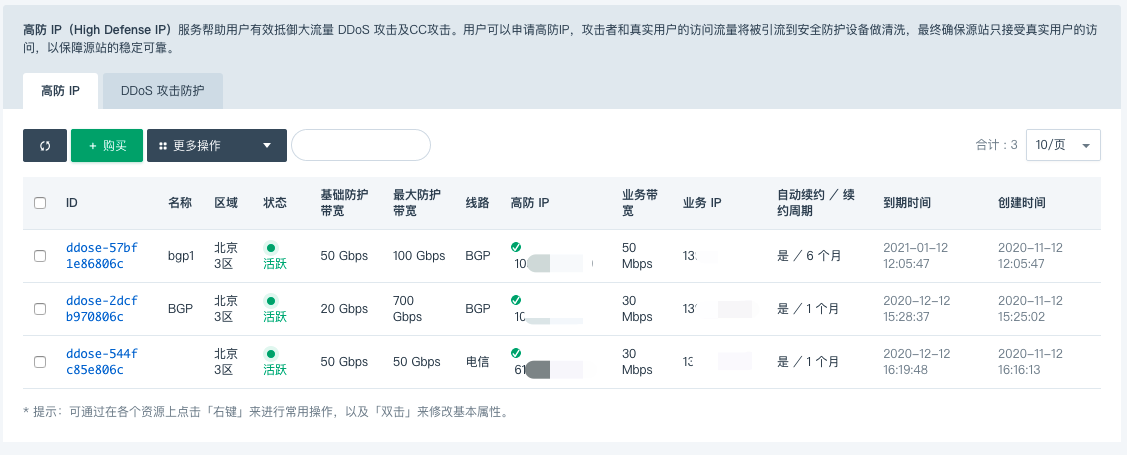 高防 IP（High Defense IP）服务帮助用户有效抵御大流量 DDoS 攻击及CC攻击。用户可以申请高防IP，攻击者和真实用户的访问流量将被引流到安全防护设备做清洗，最终确保源站只接受真实用户的访
问，以保障源站的稳定可靠。
高防 IP DDoS 攻击防护
+ 购买 更多操作 合计：3 10/页
ID 名称 区域 状态 基础防护带宽 最大防护带宽 线路 高防 IP 业务带宽 业务 IP 自动续约 / 续约周期 到期时间 创建时间
ddose-57bf1e86806c bgp1 北京3区 活跃 50 Gbps 100 Gbps BGP 10 50 Mbps 13 是 / 6 个月 2021-01-12 12:05:47 2020-11-12 12:05:47
ddose-2dcfb970806c BGP 北京3区 活跃 20 Gbps 700 Gbps BGP 10 30 Mbps 13 是 / 1 个月 2020-12-12 15:28:37 2020-11-12 15:25:02
ddose-544fc85e806c 北京3区 活跃 50 Gbps 50 Gbps 电信 61 30 Mbps 13 是 / 1 个月 2020-12-12 16:19:48 2020-11-12 16:16:13
* 提示：可通过在各个资源上点击「右键」来进行常用操作，以及「双击」来修改基本属性。